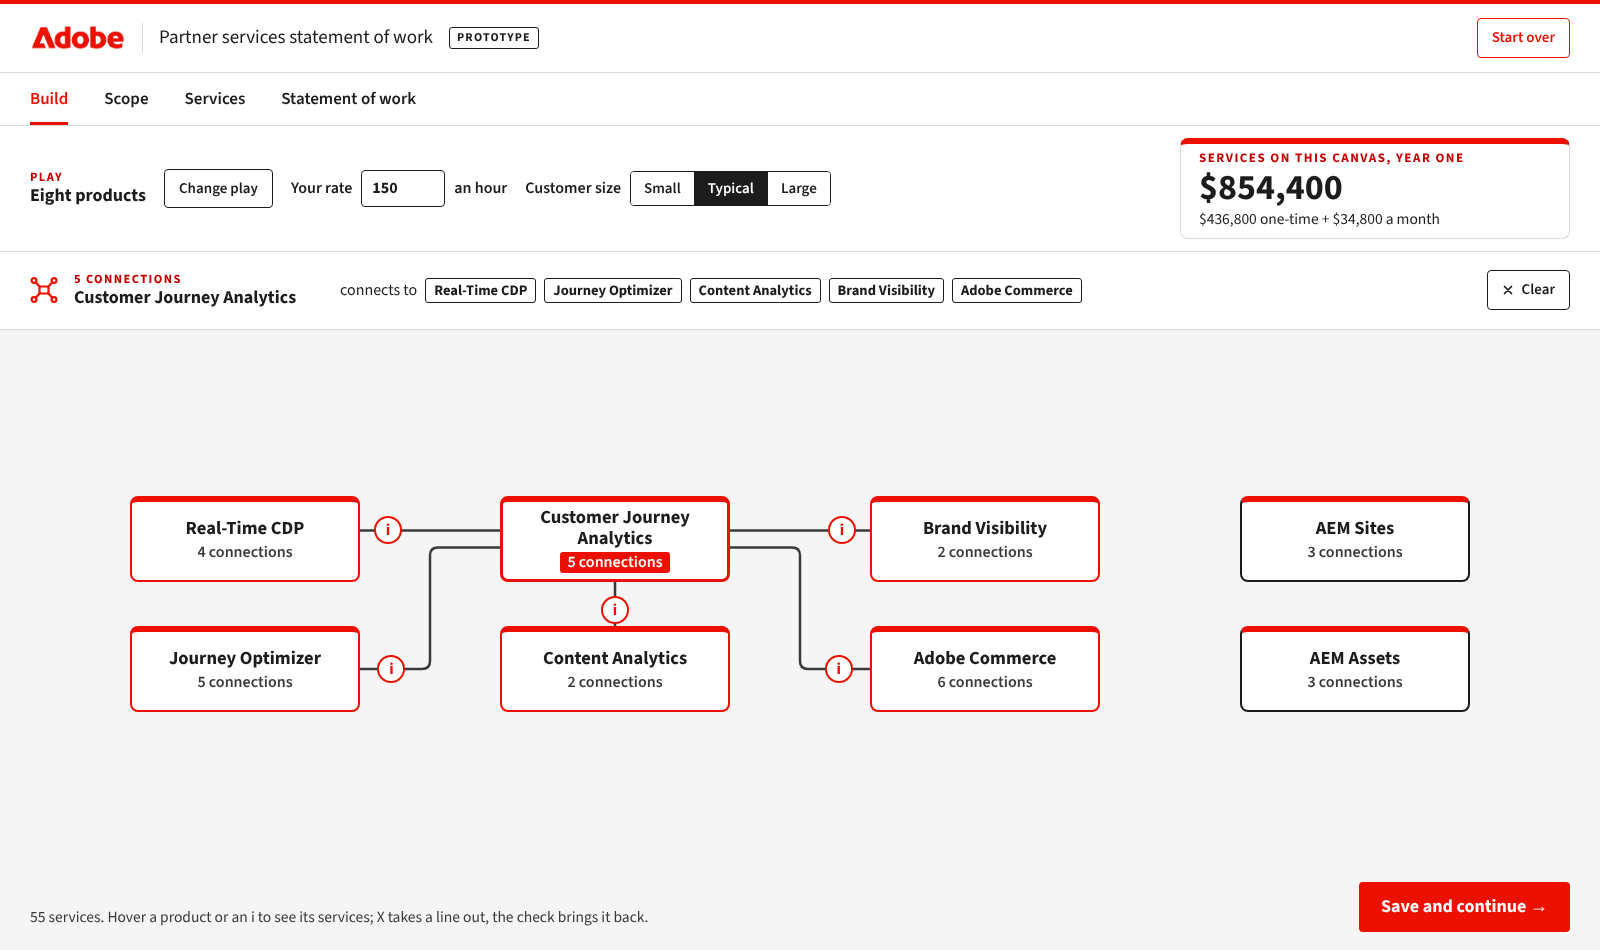 Adobe
Partner services statement of work
PROTOTYPE
Start over
Build
Scope
Services
Statement of work
PLAY
Eight products
Change play
Your rate
150
an hour
Customer size
Small
Typical
Large
SERVICES ON THIS CANVAS, YEAR ONE
$854,400
$436,800 one-time + $34,800 a month
5 CONNECTIONS
Customer Journey Analytics
connects to
Real-Time CDP
Journey Optimizer
Content Analytics
Brand Visibility
Adobe Commerce
✕ Clear
Real-Time CDP
4 connections
i
Customer Journey
Analytics
5 connections
i
Brand Visibility
2 connections
AEM Sites
3 connections
i
Journey Optimizer
5 connections
i
Content Analytics
2 connections
i
Adobe Commerce
6 connections
AEM Assets
3 connections
55 services. Hover a product or an i to see its services; X takes a line out, the check brings it back.
Save and continue →